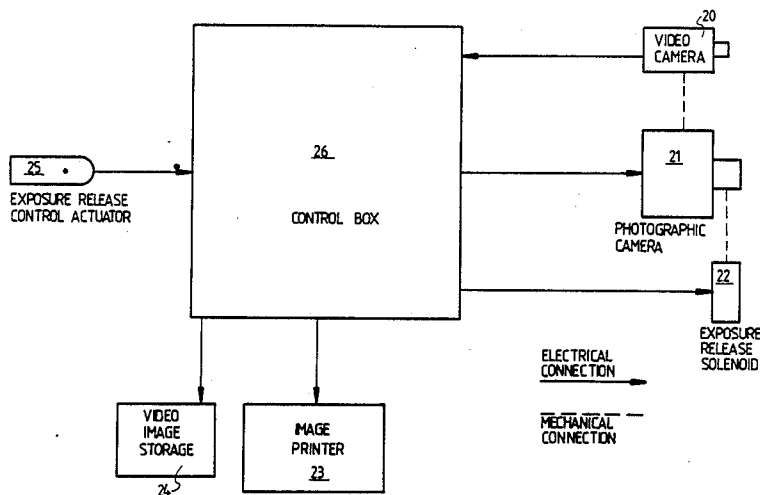 20
VIDEO
CAMERA
25
EXPOSURE RELEASE
CONTROL ACTUATOR
26
CONTROL BOX
21
PHOTOGRAPHIC
CAMERA
22
EXPOSURE
RELEASE
SOLENOID
ELECTRICAL
CONNECTION
MECHANICAL
CONNECTION
VIDEO
IMAGE
STORAGE
24
IMAGE
PRINTER
23